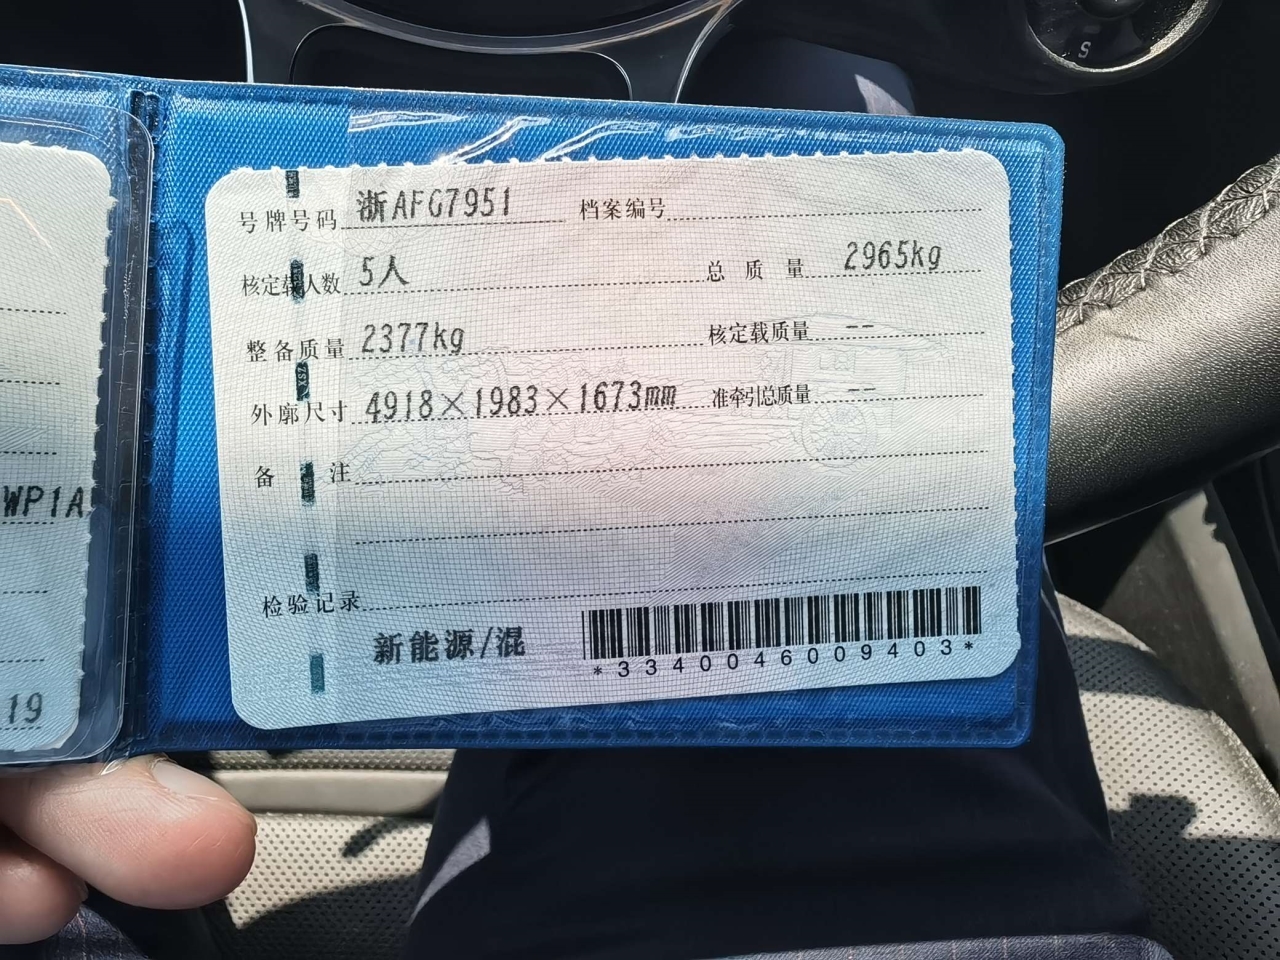 号牌号码 浙AFG7951 档案编号
核定载人数 5人 总质量 2965kg
整备质量 2377kg 核定载质量 --
外廓尺寸 4918×1983×1673mm 准牵引总质量 --
备注
检验记录
新能源/混
*3340046009403*
WP1A
19
S